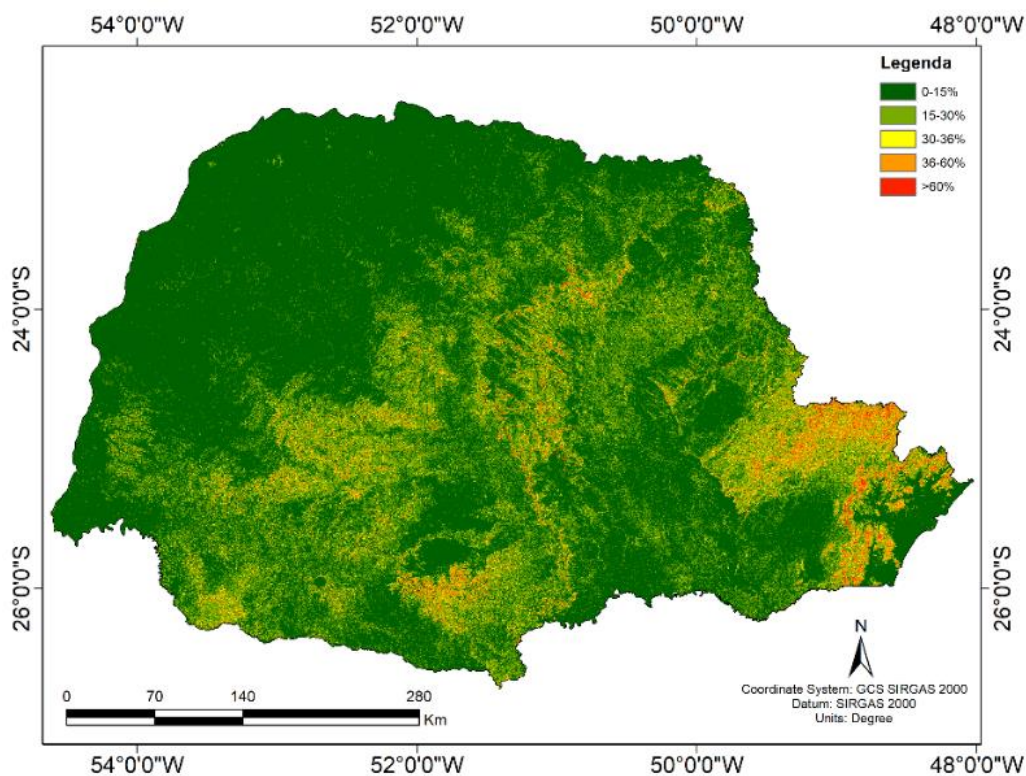 54°0'0"W 52°0'0"W 50°0'0"W 48°0'0"W
Legenda
0-15%
15-30%
30-36%
36-60%
>60%
24°0'0"S 24°0'0"S
26°0'0"S 26°0'0"S
N
0 70 140 280
Km
Coordinate System: GCS SIRGAS 2000
Datum: SIRGAS 2000
Units: Degree
54°0'0"W 52°0'0"W 50°0'0"W 48°0'0"W